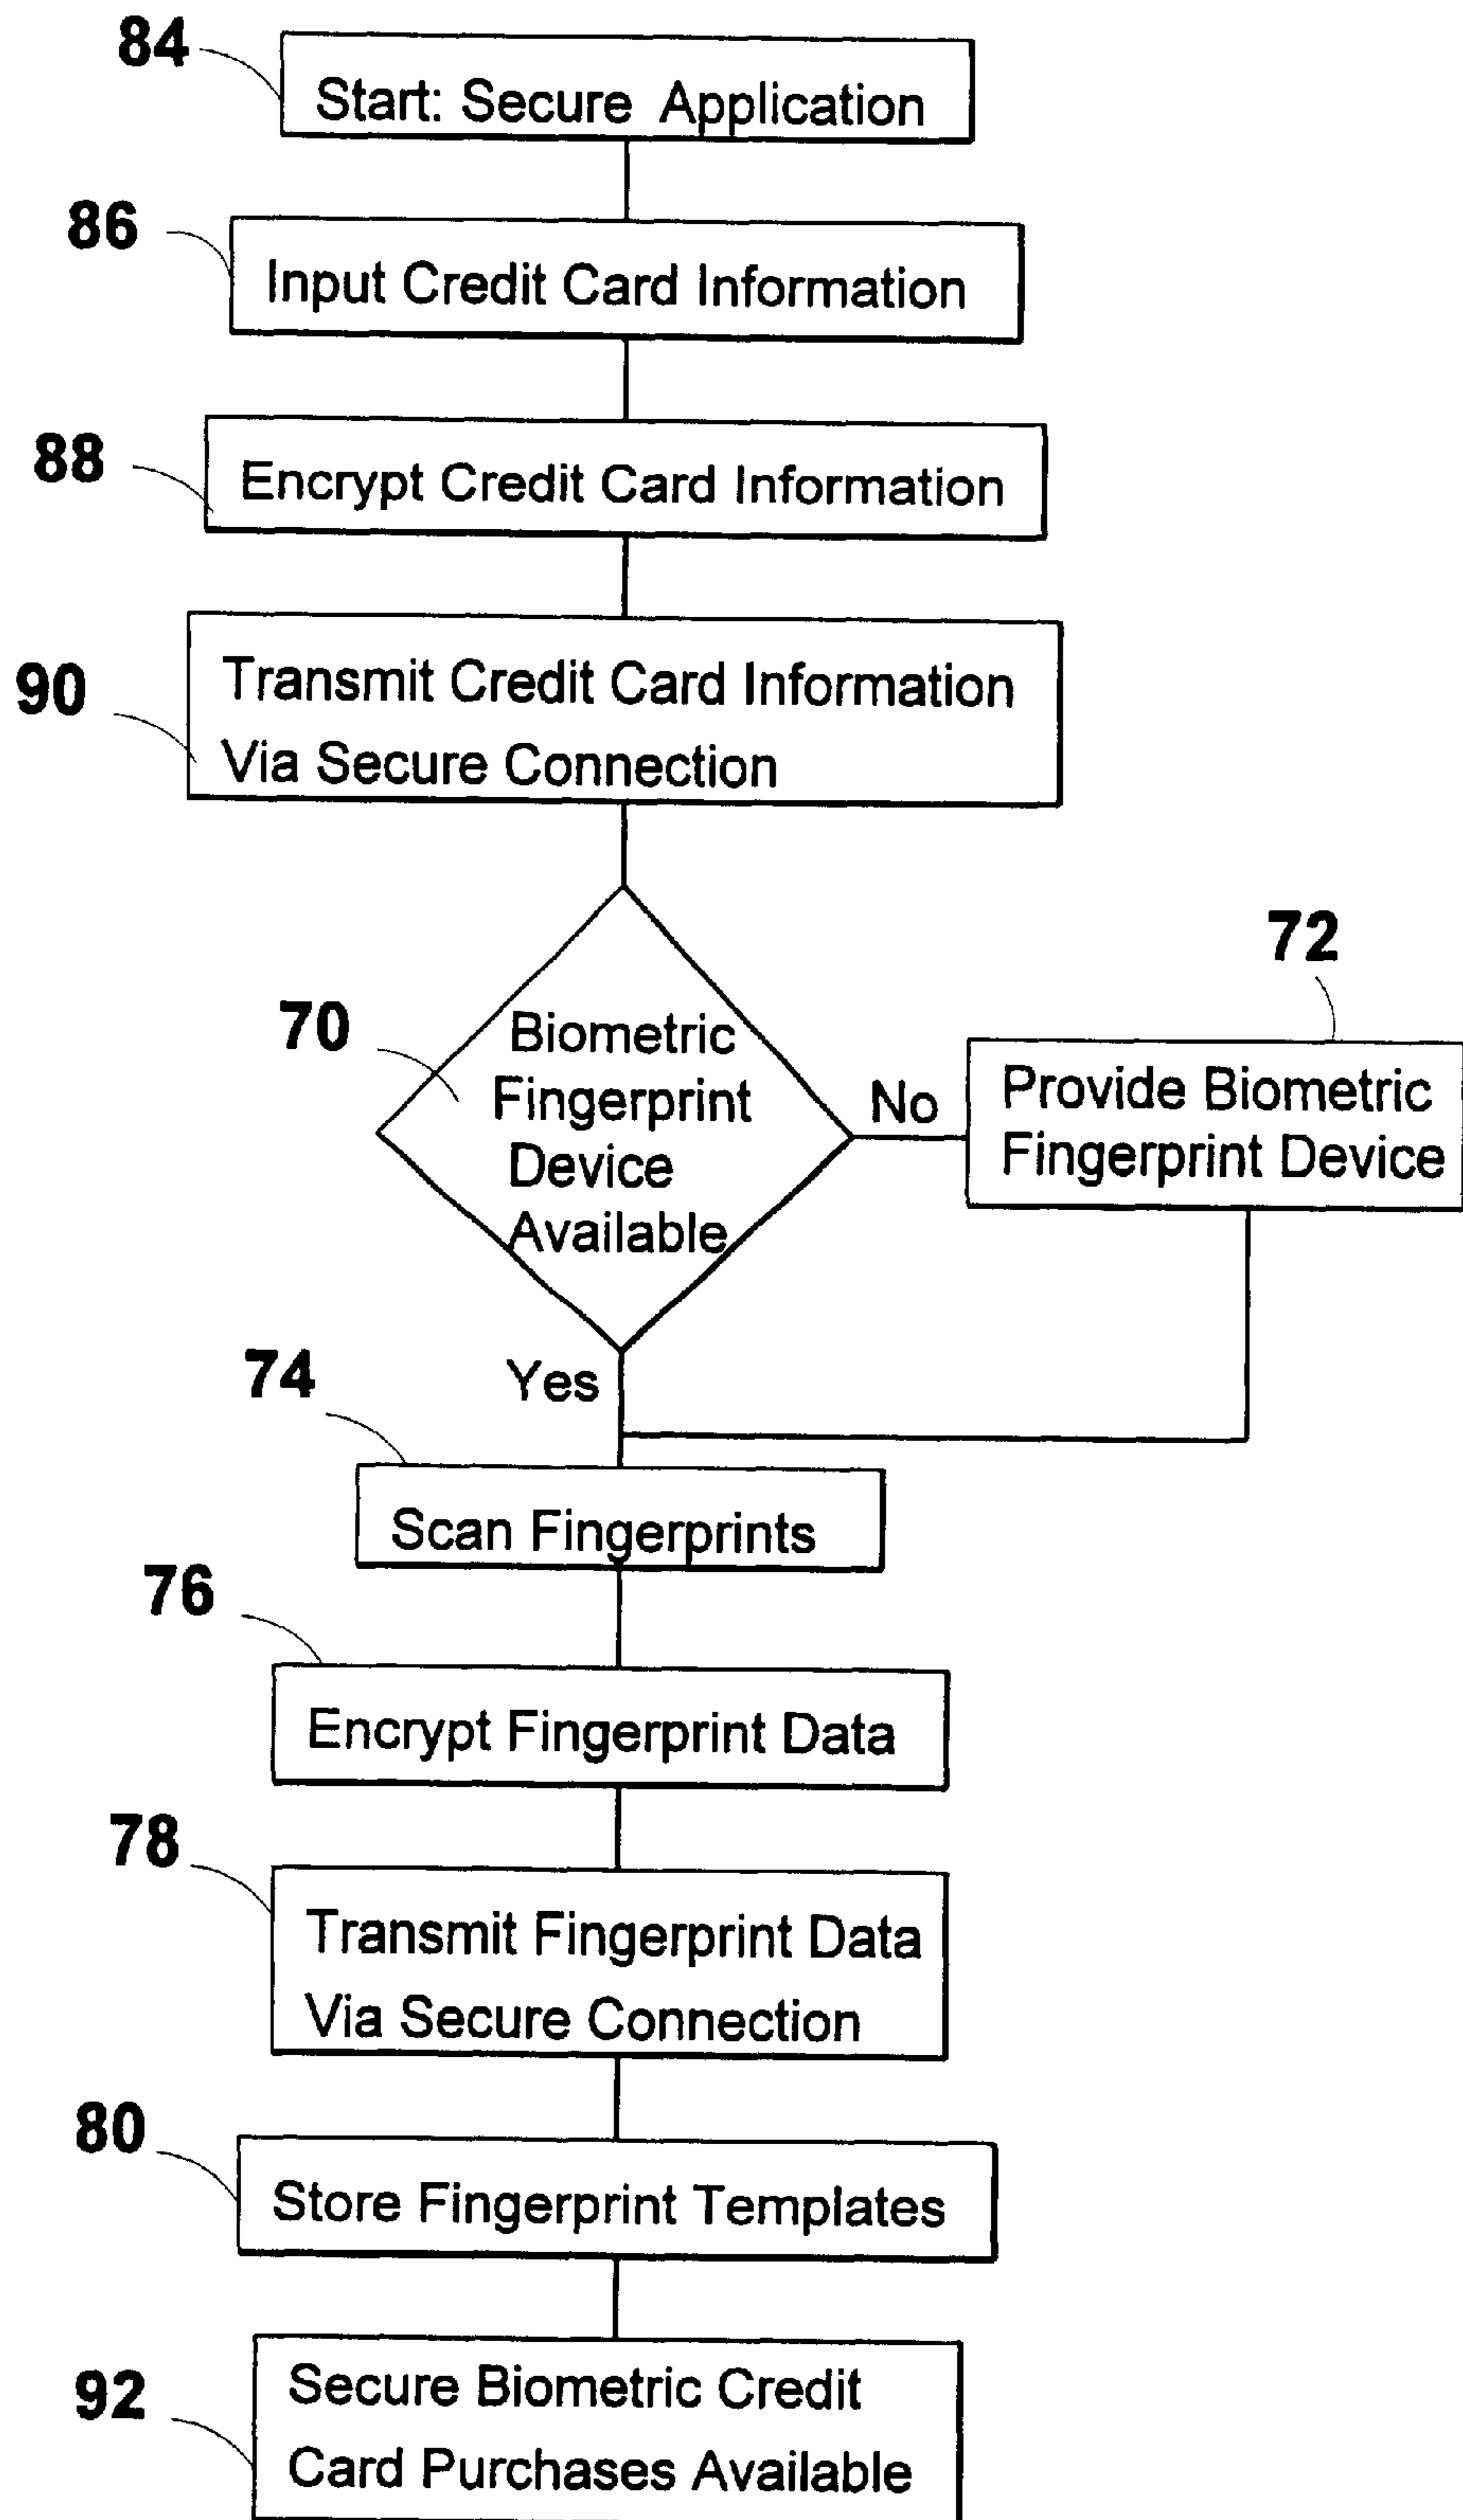 84
Start: Secure Application
86
Input Credit Card Information
88
Encrypt Credit Card Information
90
Transmit Credit Card Information
Via Secure Connection
70
Biometric
Fingerprint
Device
Available
No
72
Provide Biometric
Fingerprint Device
Yes
74
Scan Fingerprints
76
Encrypt Fingerprint Data
78
Transmit Fingerprint Data
Via Secure Connection
80
Store Fingerprint Templates
92
Secure Biometric Credit
Card Purchases Available